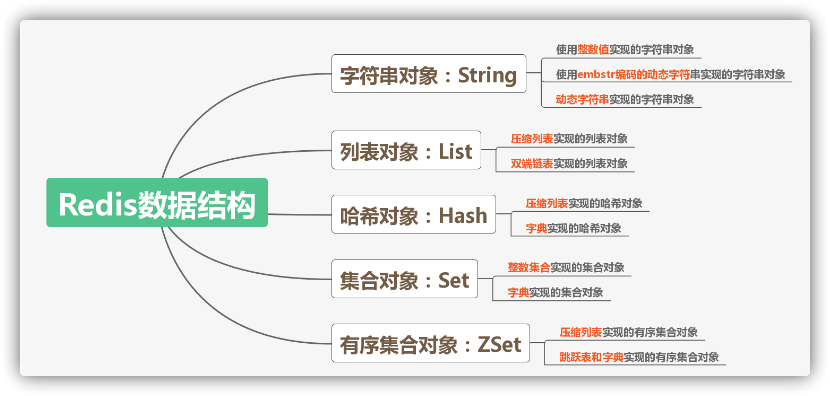 Redis数据结构
字符串对象：String
使用整数值实现的字符串对象
使用embstr编码的动态字符串实现的字符串对象
动态字符串实现的字符串对象
列表对象：List
压缩列表实现的列表对象
双端链表实现的列表对象
哈希对象：Hash
压缩列表实现的哈希对象
字典实现的哈希对象
集合对象：Set
整数集合实现的集合对象
字典实现的集合对象
有序集合对象：ZSet
压缩列表实现的有序集合对象
跳跃表和字典实现的有序集合对象